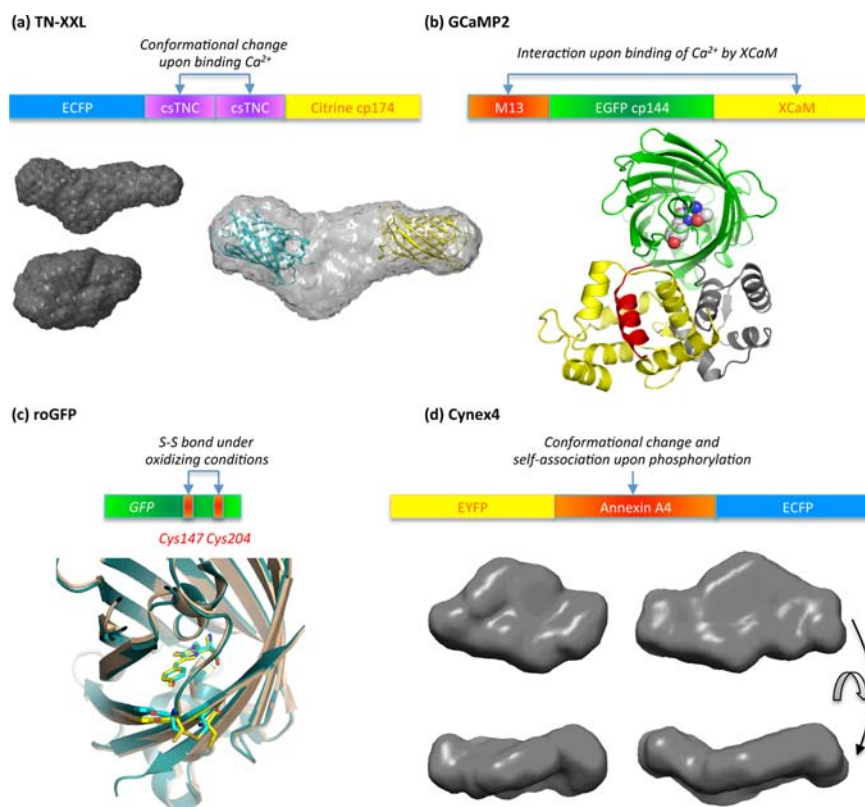 (a) TN-XXL
Conformational change
upon binding Ca²⁺
ECFP csTNC csTNC Citrine cp174
(b) GCaMP2
Interaction upon binding of Ca²⁺ by XCaM
M13 EGFP cp144 XCaM
(c) roGFP
S-S bond under
oxidizing conditions
GFP
Cys147 Cys204
(d) Cynex4
Conformational change and
self-association upon phosphorylation
EYFP Annexin A4 ECFP